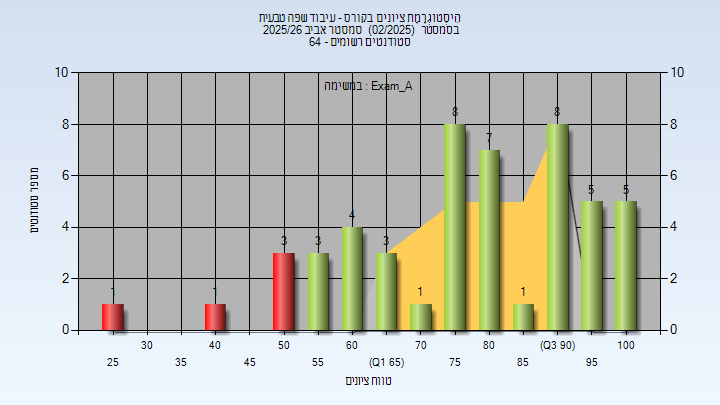 היסטוגרמת ציונים בקורס - עיבוד שפה טבעית
בסמסטר (02/2025) סמסטר אביב 2025/26
סטודנטים רשומים - 64
במשימה : Exam_A
מספר סטודנטים
10 10
8 8
6 6
4 4
2 2
0 0
1 1 3 3 4 3 1 8 7 1 8 5 5
30 40 50 60 70 80 (Q3 90) 100
25 35 45 55 (Q1 65) 75 85 95
טווח ציונים